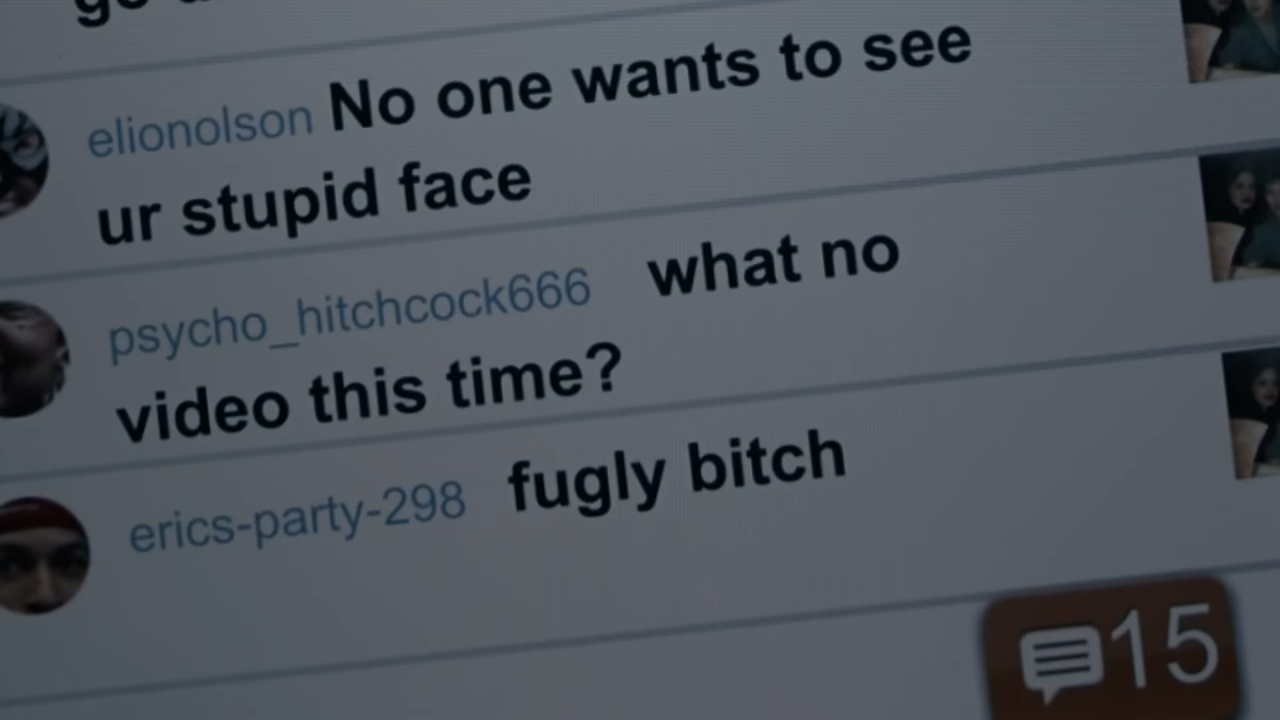 elionolson No one wants to see
ur stupid face
psycho_hitchcock666 what no
video this time?
erics-party-298 fugly bitch
15